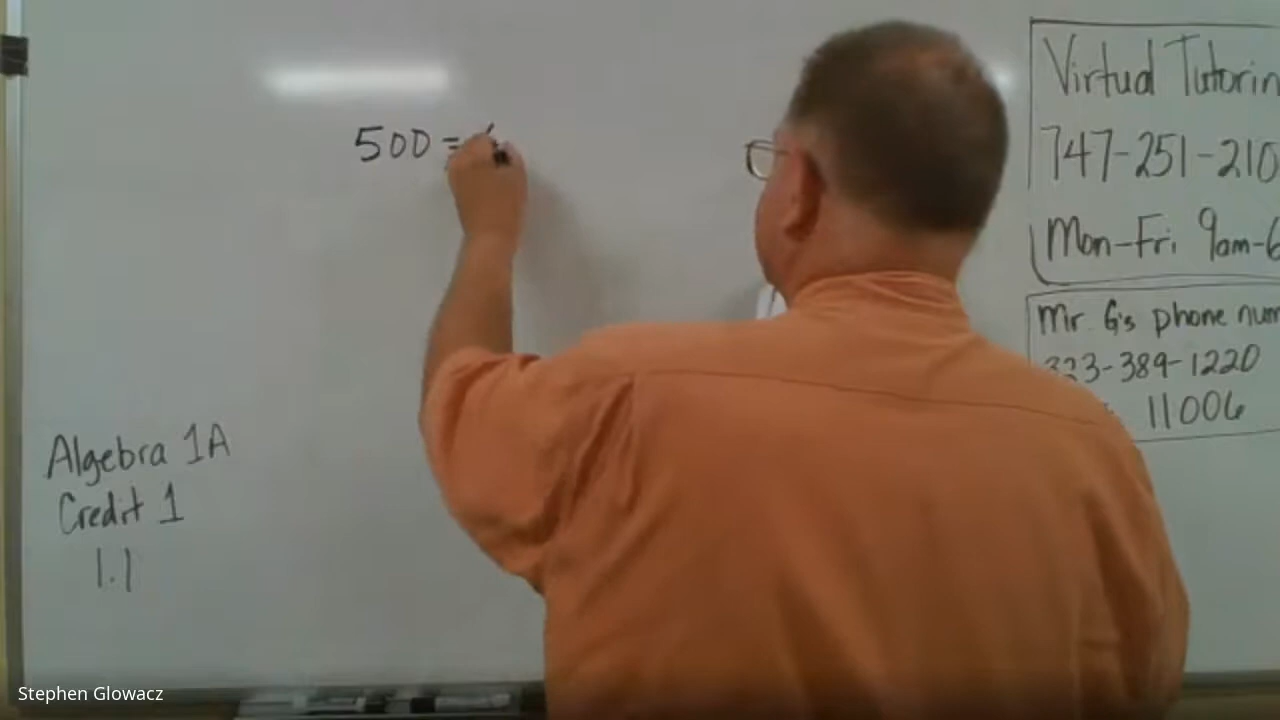 500 =
Virtual Tutorin
747-251-210
Mon-Fri 9am-6
Mr. G's phone num
323-389-1220
11006
Algebra 1A
Credit 1
1.1
Stephen Glowacz